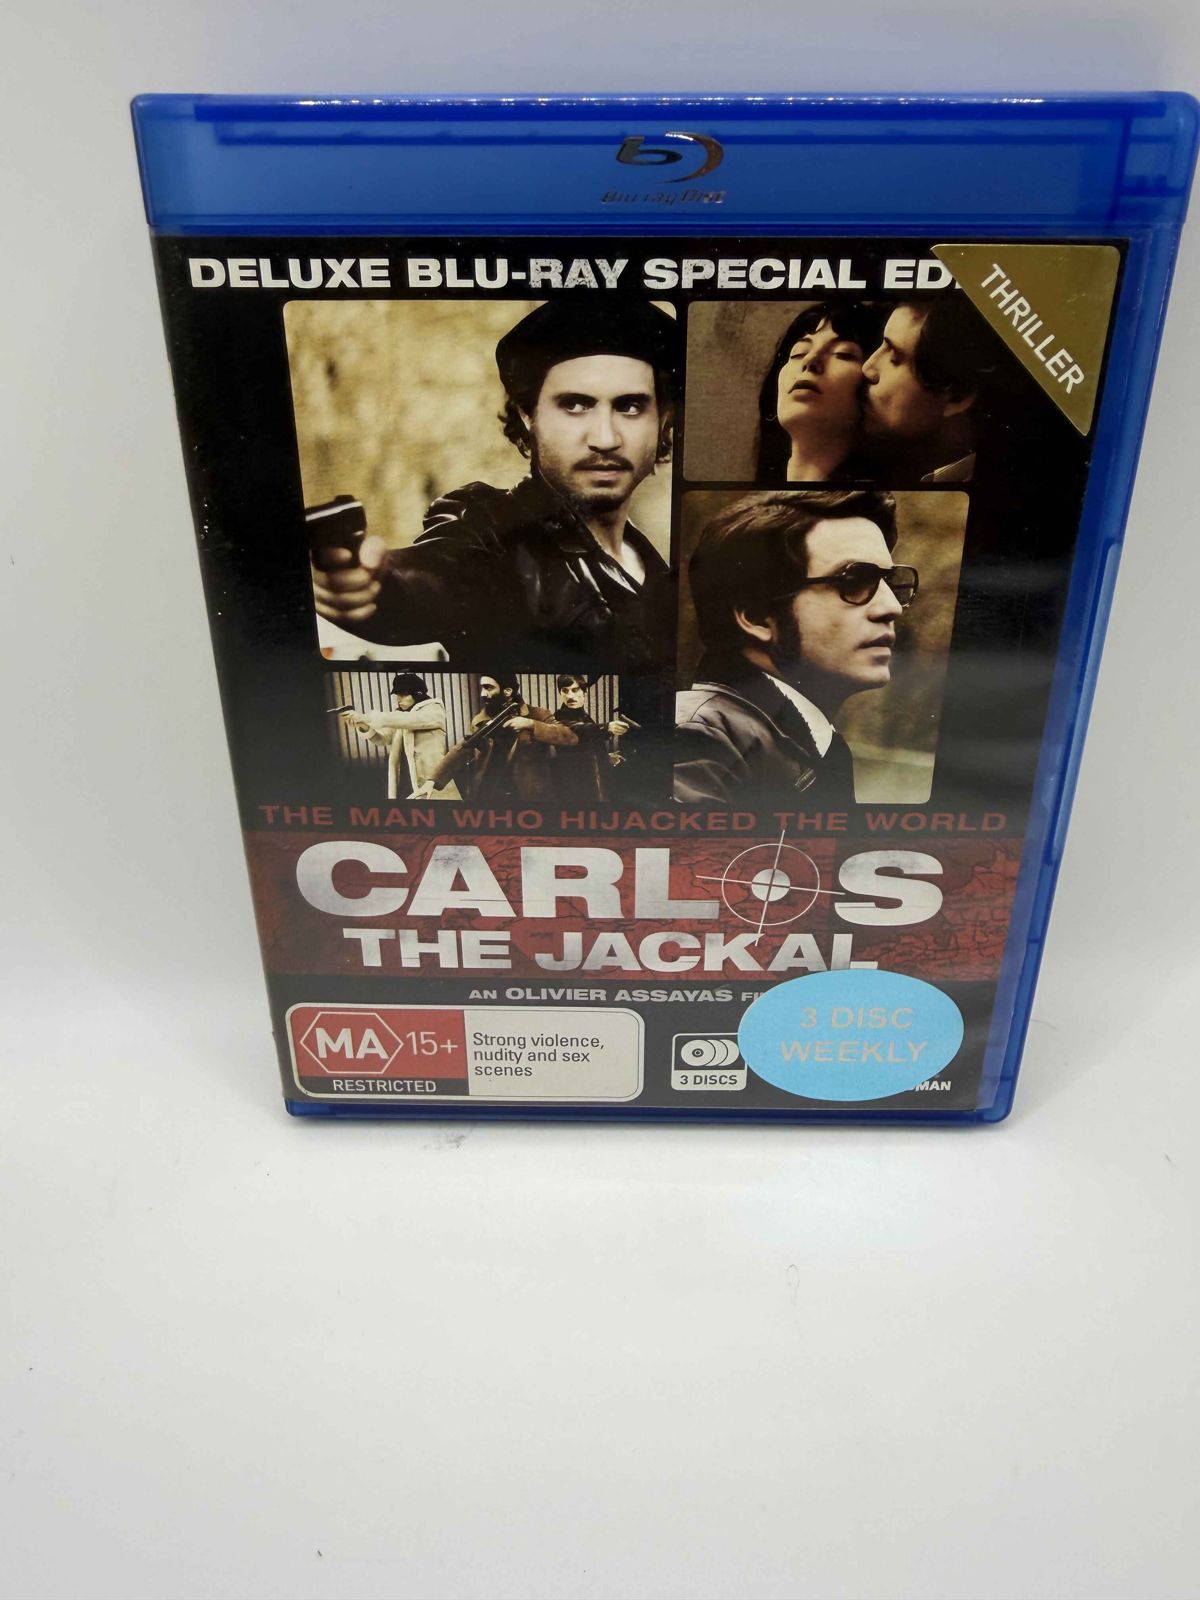 Blu-ray Disc
DELUXE BLU-RAY SPECIAL
THRILLER
THE MAN WHO HIJACKED THE WORLD
CARLOS
THE JACKAL
AN OLIVIER ASSAYAS
MA 15+
RESTRICTED
Strong violence,
nudity and sex
scenes
3 DISCS
3 DISC
WEEKLY